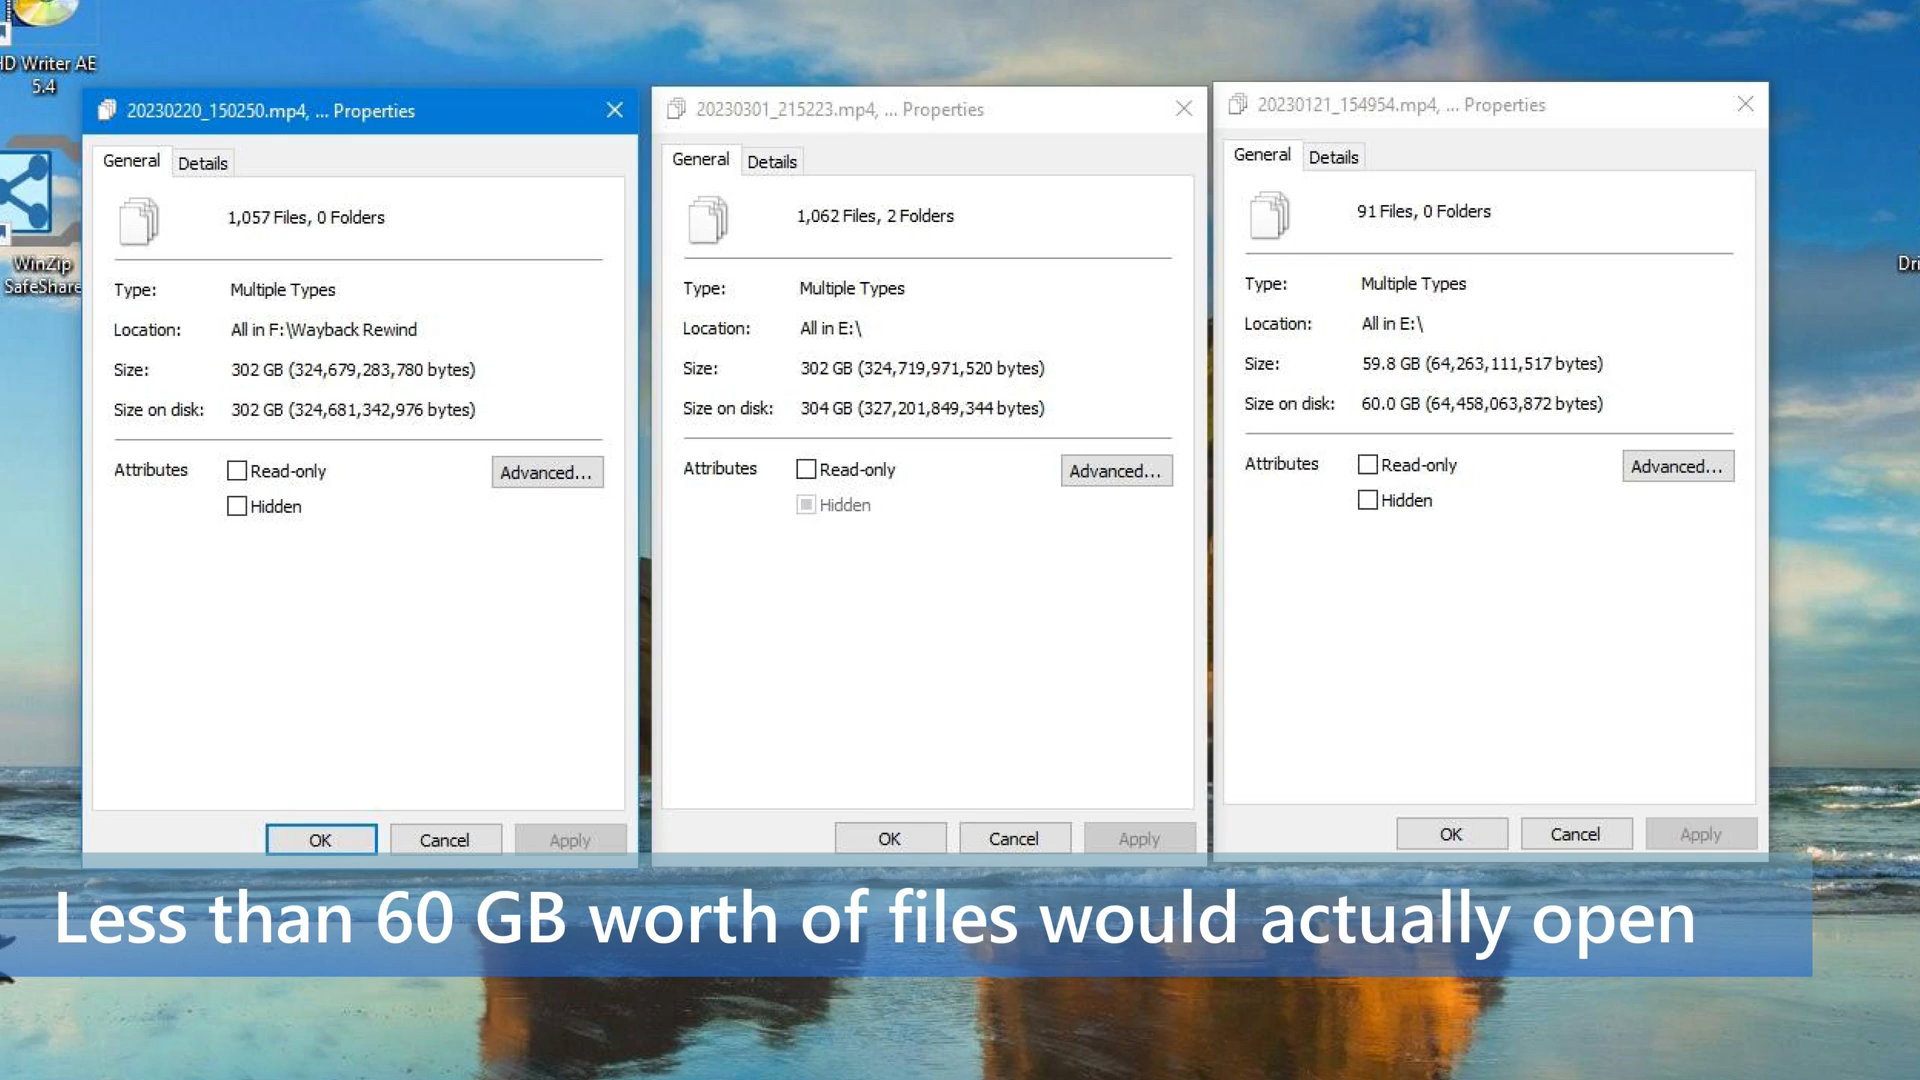 HD Writer AE
5.4
WinZip
SafeShare
20230220_150250.mp4, ... Properties
General
Details
1,057 Files, 0 Folders
Type: Multiple Types
Location: All in F:\Wayback Rewind
Size: 302 GB (324,679,283,780 bytes)
Size on disk: 302 GB (324,681,342,976 bytes)
Attributes
Read-only
Advanced...
Hidden
OK
Cancel
Apply
20230301_215223.mp4, ... Properties
General
Details
1,062 Files, 2 Folders
Type: Multiple Types
Location: All in E:\
Size: 302 GB (324,719,971,520 bytes)
Size on disk: 304 GB (327,201,849,344 bytes)
Attributes
Read-only
Advanced...
Hidden
OK
Cancel
Apply
20230121_154954.mp4, ... Properties
General
Details
91 Files, 0 Folders
Type: Multiple Types
Location: All in E:\
Size: 59.8 GB (64,263,111,517 bytes)
Size on disk: 60.0 GB (64,458,063,872 bytes)
Attributes
Read-only
Advanced...
Hidden
OK
Cancel
Apply
Less than 60 GB worth of files would actually open